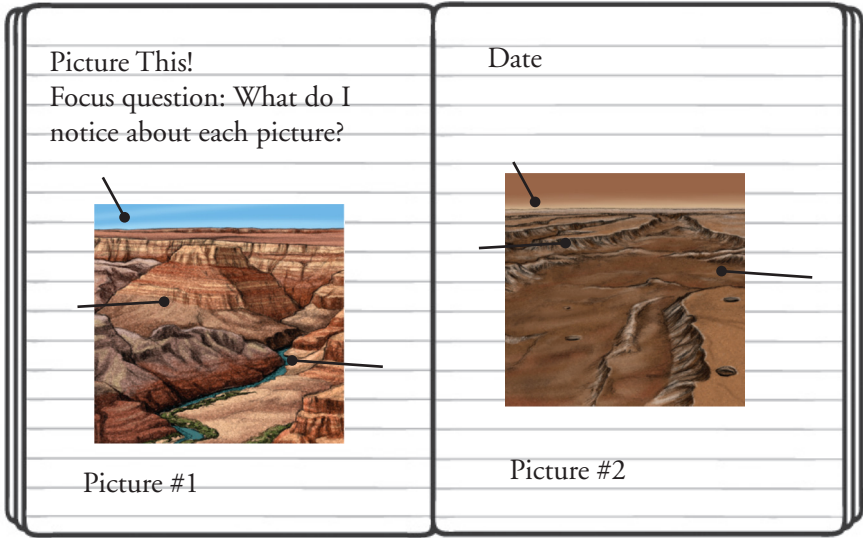 Picture This!
Focus question: What do I
notice about each picture?
Picture #1
Date
Picture #2